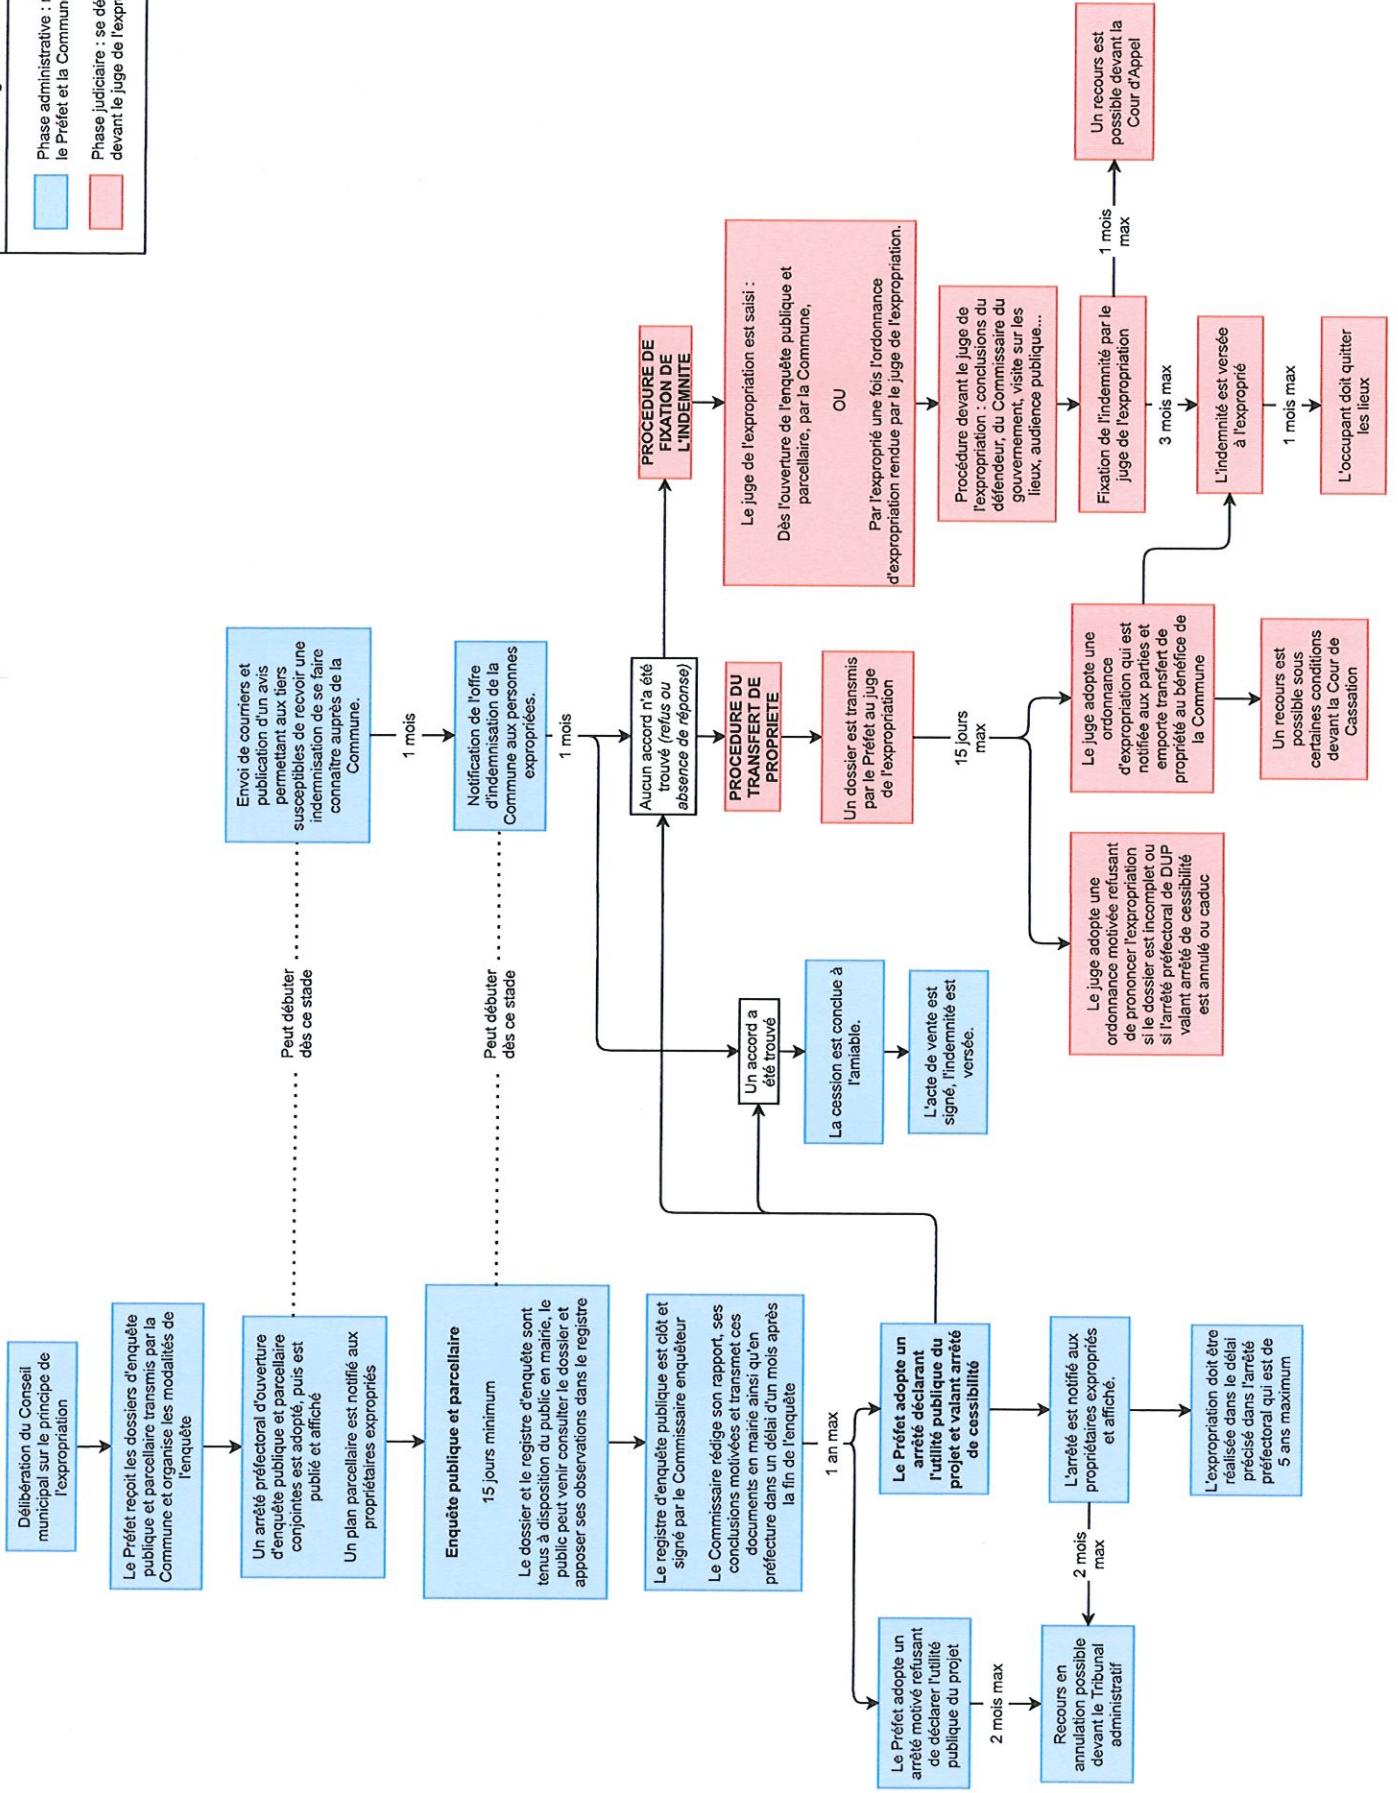 Phase administrative :
le Préfet et la Commun
Phase judiciaire : se dé
devant le juge de l'expr
Délibération du Conseil
municipal sur le principe de
l'expropriation
Le Préfet reçoit les dossiers d'enquête
publique et parcellaire transmis par la
Commune et organise les modalités de
l'enquête
Un arrêté préfectoral d'ouverture
d'enquête publique et parcellaire
conjointes est adopté, puis est
publié et affiché
Un plan parcellaire est notifié aux
propriétaires expropriés
Peut débuter
dès ce stade
Envoi de courriers et
publication d'un avis
permettant aux tiers
susceptibles de recvoir une
indemnisation de se faire
connaître auprès de la
Commune.
1 mois
Enquête publique et parcellaire
15 jours minimum
Le dossier et le registre d'enquête sont
tenus à disposition du public en mairie, le
public peut venir consulter le dossier et
apposer ses observations dans le registre
Peut débuter
dès ce stade
Notification de l'offre
d'indemnisation de la
Commune aux personnes
expropriées.
1 mois
Le registre d'enquête publique est clôt et
signé par le Commissaire enquêteur
Le Commissaire rédige son rapport, ses
conclusions motivées et transmet ces
documents en mairie ainsi qu'en
préfecture dans un délai d'un mois après
la fin de l'enquête
1 an max
Le Préfet adopte un
arrêté motivé refusant
de déclarer l'utilité
publique du projet
2 mois max
Recours en
annulation possible
devant le Tribunal
administratif
Le Préfet adopte un
arrêté déclarant
l'utilité publique du
projet et valant arrêté
de cessibilité
L'arrêté est notifié aux
propriétaires expropriés
et affiché.
2 mois
max
L'expropriation doit être
réalisée dans le délai
précisé dans l'arrêté
préfectoral qui est de
5 ans maximum
Un accord a
été trouvé
La cession est conclue à
l'amiable.
L'acte de vente est
signé, l'indemnité est
versée.
Aucun accord n'a été
trouvé (refus ou
absence de réponse)
PROCEDURE DU
TRANSFERT DE
PROPRIETE
Un dossier est transmis
par le Préfet au juge
de l'expropriation
15 jours
max
Le juge adopte une
ordonnance motivée refusant
de prononcer l'expropriation
si le dossier est incomplet ou
si l'arrêté préfectoral de DUP
valant arrêté de cessibilité
est annulé ou caduc
Le juge adopte une
ordonnance
d'expropriation qui est
notifiée aux parties et
emporte transfert de
propriété au bénéfice de
la Commune
Un recours est
possible sous
certaines conditions
devant la Cour de
Cassation
PROCEDURE DE
FIXATION DE
L'INDEMNITE
Le juge de l'expropriation est saisi :
Dès l'ouverture de l'enquête publique et
parcellaire, par la Commune,
OU
Par l'exproprié une fois l'ordonnance
d'expropriation rendue par le juge de l'expropriation.
Procédure devant le juge de
l'expropriation : conclusions du
défendeur, du Commissaire du
gouvernement, visite sur les
lieux, audience publique...
Fixation de l'indemnité par le
juge de l'expropriation
1 mois
max
Un recours est
possible devant la
Cour d'Appel
3 mois max
L'indemnité est versée
à l'exproprié
1 mois max
L'occupant doit quitter
les lieux